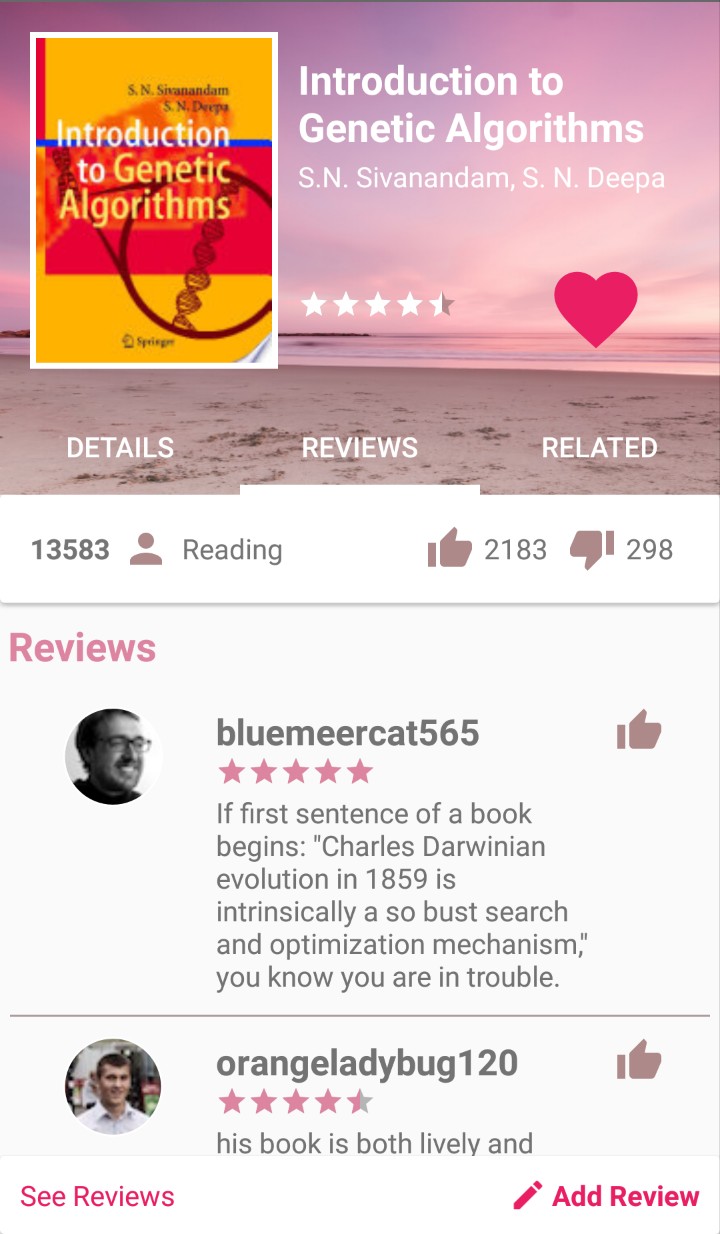 S. N. Sivanandam
S. N. Deepa
Introduction
to Genetic
Algorithms
Springer
Introduction to
Genetic Algorithms
S.N. Sivanandam, S. N. Deepa
DETAILS
REVIEWS
RELATED
13583 Reading
2183
298
Reviews
bluemeercat565
If first sentence of a book
begins: "Charles Darwinian
evolution in 1859 is
intrinsically a so bust search
and optimization mechanism,"
you know you are in trouble.
orangeladybug120
his book is both lively and
See Reviews
Add Review